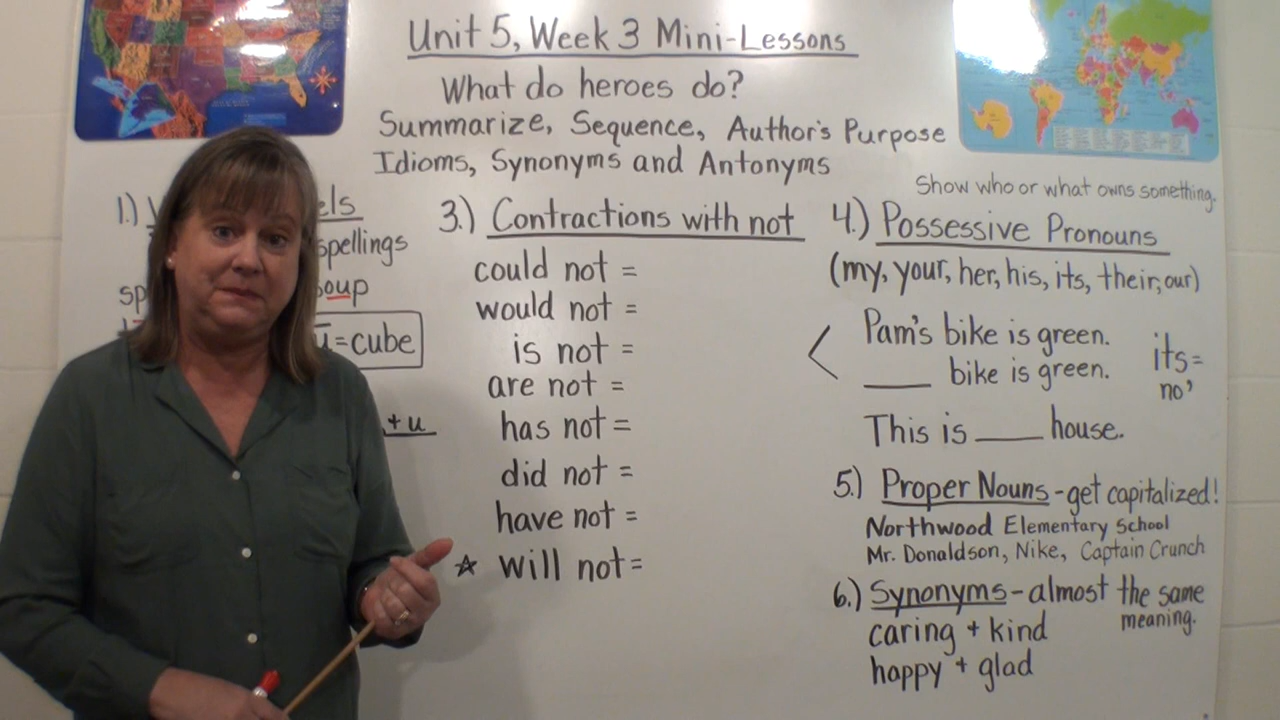 Unit 5, Week 3 Mini-Lessons
What do heroes do?
Summarize, Sequence, Author's Purpose
Idioms, Synonyms and Antonyms
1.)
spellings
oup
ū=cube
+u
3.) Contractions with not
could not =
would not =
is not =
are not =
has not =
did not =
have not =
☆ will not=
Show who or what owns something.
4.) Possessive Pronouns
(my, your, her, his, its, their, our)
< Pam's bike is green.
____ bike is green.
its=
no'
This is ____ house.
5.) Proper Nouns - get capitalized!
Northwood Elementary School
Mr. Donaldson, Nike, Captain Crunch
6.) Synonyms - almost the same
meaning.
caring + kind
happy + glad